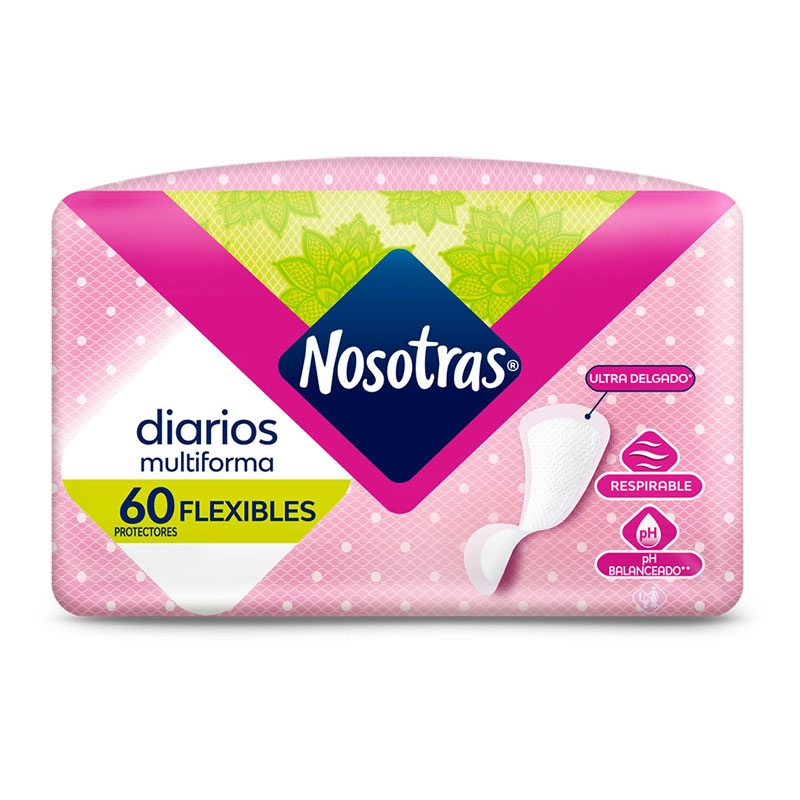 Nosotras®
diarios
multiforma
60 FLEXIBLES
PROTECTORES
ULTRA DELGADO*
RESPIRABLE
pH
pH
BALANCEADO**